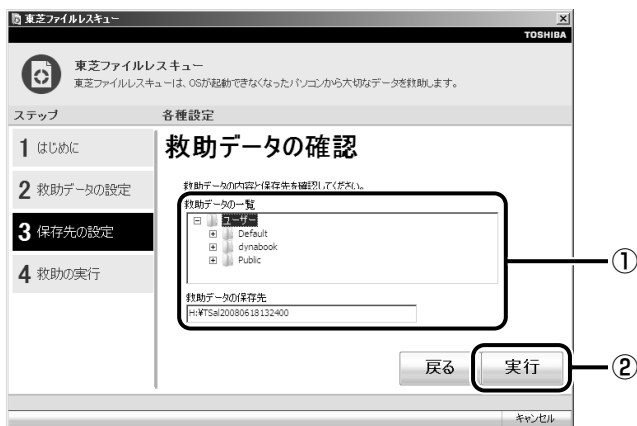 東芝ファイルレスキュー
TOSHIBA
東芝ファイルレスキュー
東芝ファイルレスキューは、OSが起動できなくなったパソコンから大切なデータを救助します。
ステップ
各種設定
1 はじめに
2 救助データの設定
3 保存先の設定
4 救助の実行
救助データの確認
救助データの内容と保存先を確認してください。
救助データの一覧
ユーザー
Default
dynabook
Public
救助データの保存先
H:¥TSal20080618132400
①
戻る
実行
②
キャンセル